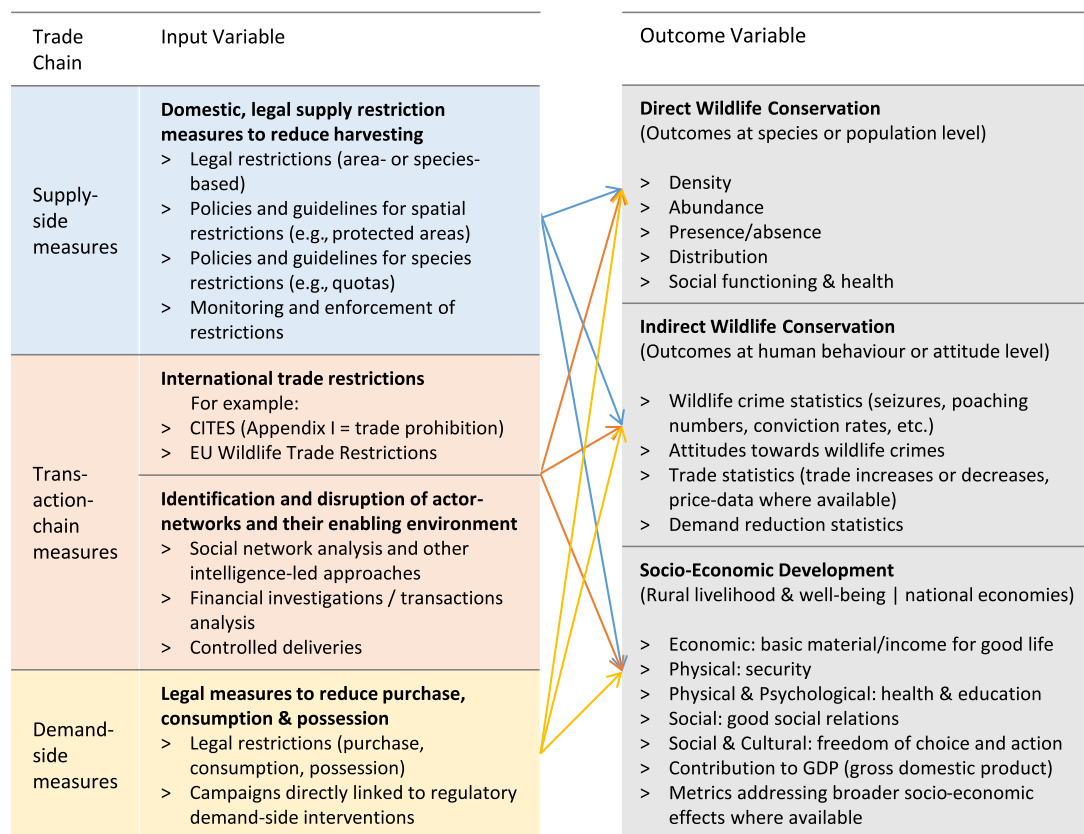 Trade
Chain
Input Variable
Outcome Variable
Supply-
side
measures
Domestic, legal supply restriction
measures to reduce harvesting
> Legal restrictions (area- or species-
based)
> Policies and guidelines for spatial
restrictions (e.g., protected areas)
> Policies and guidelines for species
restrictions (e.g., quotas)
> Monitoring and enforcement of
restrictions
Trans-
action-
chain
measures
International trade restrictions
For example:
> CITES (Appendix I = trade prohibition)
> EU Wildlife Trade Restrictions
Identification and disruption of actor-
networks and their enabling environment
> Social network analysis and other
intelligence-led approaches
> Financial investigations / transactions
analysis
> Controlled deliveries
Demand-
side
measures
Legal measures to reduce purchase,
consumption & possession
> Legal restrictions (purchase,
consumption, possession)
> Campaigns directly linked to regulatory
demand-side interventions
Direct Wildlife Conservation
(Outcomes at species or population level)
> Density
> Abundance
> Presence/absence
> Distribution
> Social functioning & health
Indirect Wildlife Conservation
(Outcomes at human behaviour or attitude level)
> Wildlife crime statistics (seizures, poaching
numbers, conviction rates, etc.)
> Attitudes towards wildlife crimes
> Trade statistics (trade increases or decreases,
price-data where available)
> Demand reduction statistics
Socio-Economic Development
(Rural livelihood & well-being | national economies)
> Economic: basic material/income for good life
> Physical: security
> Physical & Psychological: health & education
> Social: good social relations
> Social & Cultural: freedom of choice and action
> Contribution to GDP (gross domestic product)
> Metrics addressing broader socio-economic
effects where available